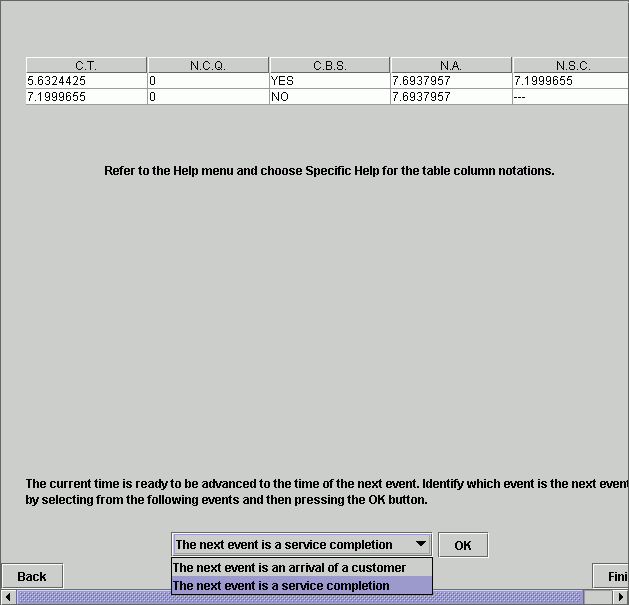 C.T. N.C.Q. C.B.S. N.A. N.S.C.
5.6324425 0 YES 7.6937957 7.1999655
7.1999655 0 NO 7.6937957 ---
Refer to the Help menu and choose Specific Help for the table column notations.
The current time is ready to be advanced to the time of the next event. Identify which event is the next event
by selecting from the following events and then pressing the OK button.
The next event is a service completion OK
The next event is an arrival of a customer
The next event is a service completion
Back Fini